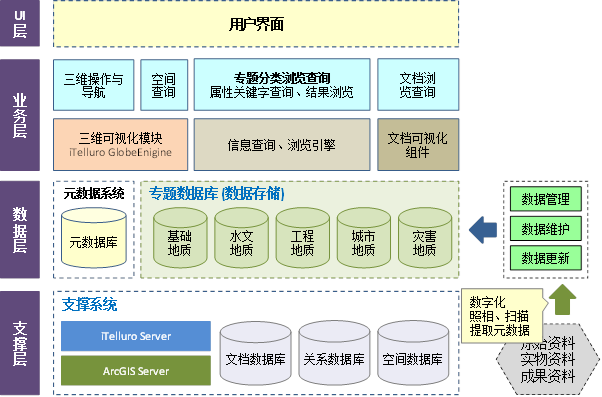 UI层
用户界面
业务层
三维操作与
导航
空间
查询
专题分类浏览查询
属性关键字查询、结果浏览
文档浏
览查询
三维可视化模块
iTelluro GlobeEngine
信息查询、浏览引擎
文档可视化
组件
数据层
元数据系统
元数据库
专题数据库 (数据存储)
基础
地质
水文
地质
工程
地质
城市
地质
灾害
地质
数据管理
数据维护
数据更新
支撑层
支撑系统
iTelluro Server
ArcGIS Server
文档数据库
关系数据库
空间数据库
数字化
照相、扫描
提取元数据
原始资料
实物资料
成果资料